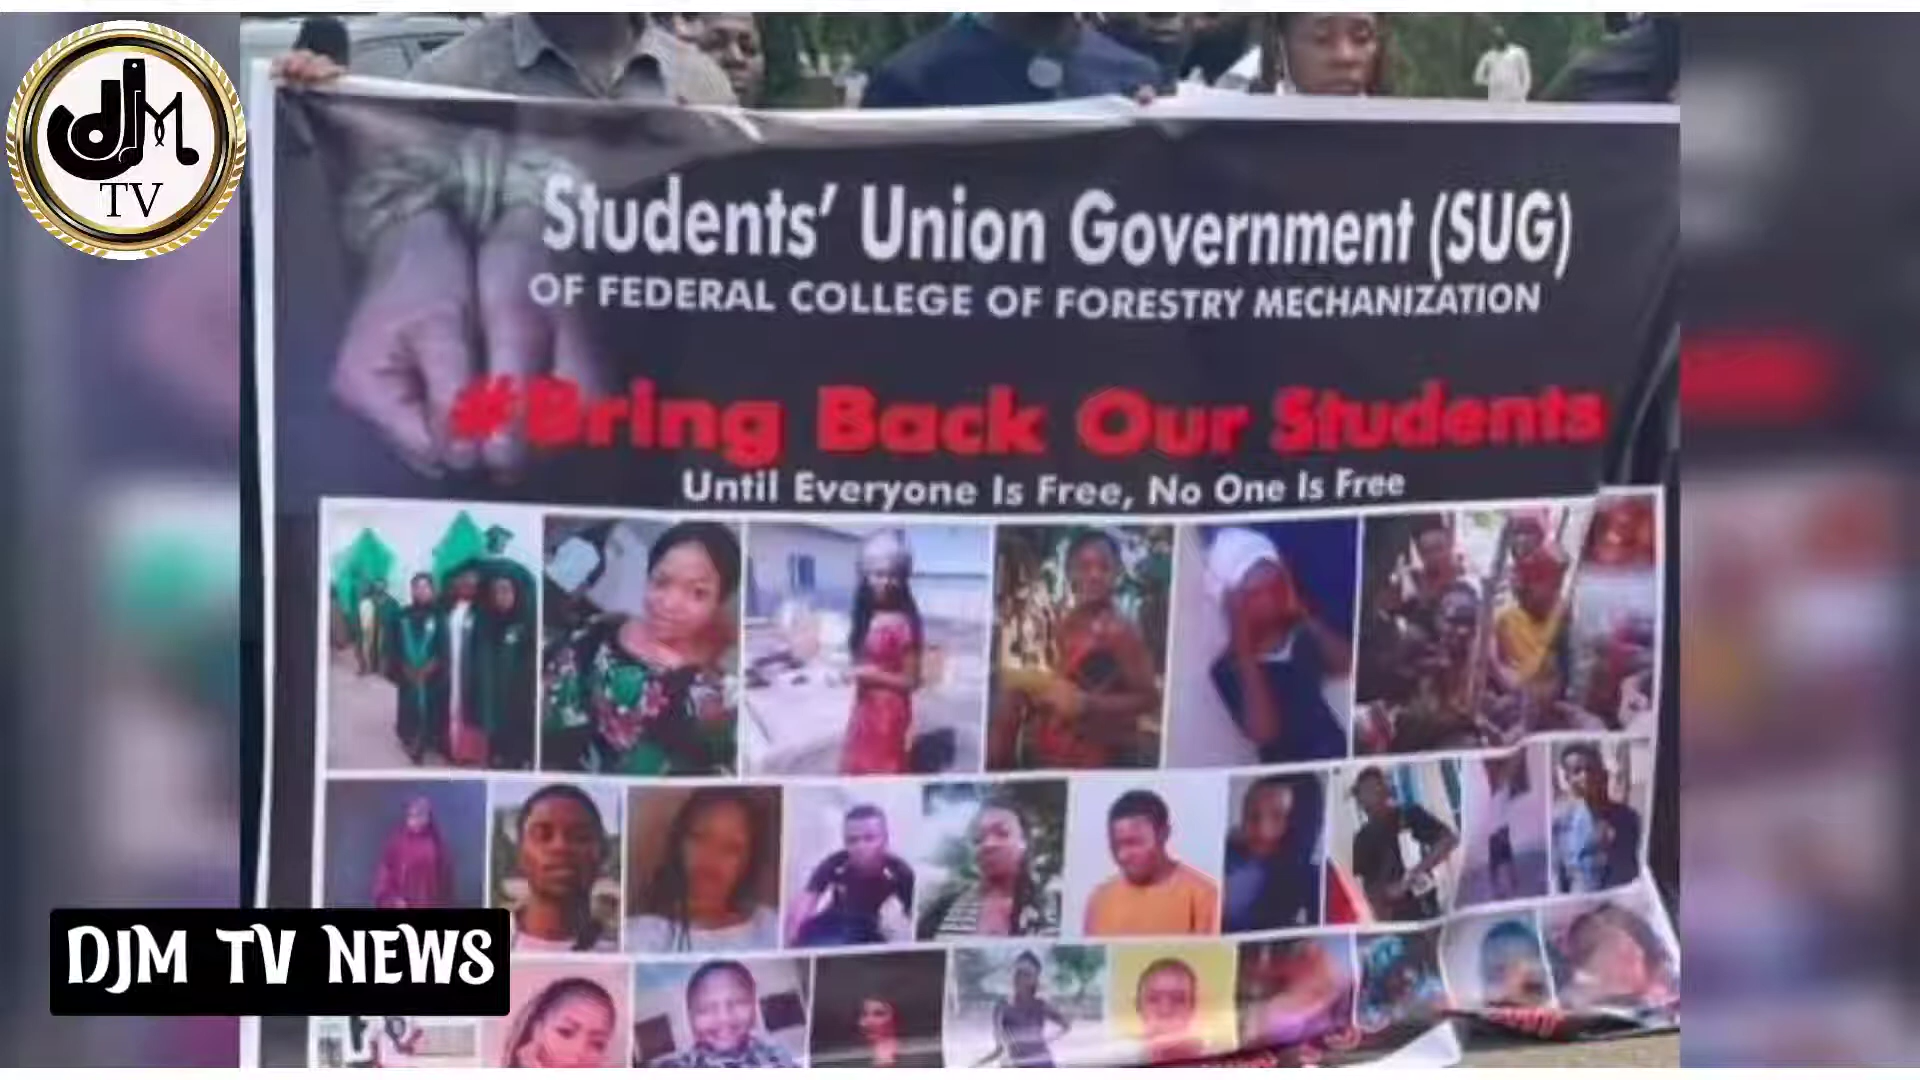 DJM
TV
Students' Union Government (SUG)
OF FEDERAL COLLEGE OF FORESTRY MECHANIZATION
#Bring Back Our Students
Until Everyone Is Free, No One Is Free
DJM TV NEWS